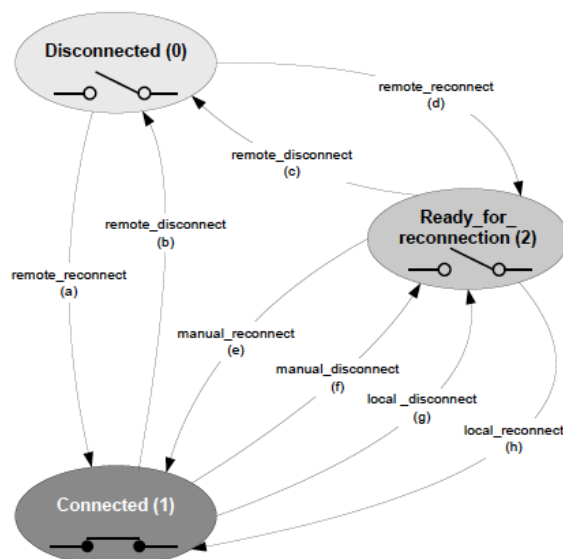 Disconnected (0)
remote_reconnect
(d)
remote_disconnect
(c)
remote_disconnect
(b)
Ready_for_
reconnection (2)
remote_reconnect
(a)
manual_reconnect
(e)
manual_disconnect
(f)
local _disconnect
(g)
local_reconnect
(h)
Connected (1)